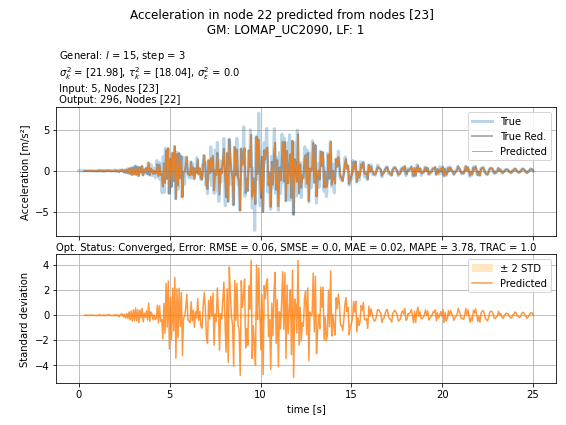 Acceleration in node 22 predicted from nodes [23]
GM: LOMAP_UC2090, LF: 1
General: l = 15, step = 3
σ²ₖ = [21.98], τ²ₖ = [18.04], σ²ε = 0.0
Input: 5, Nodes [23]
Output: 296, Nodes [22]
Acceleration [m/s²]
5
0
−5
True
True Red.
Predicted
Opt. Status: Converged, Error: RMSE = 0.06, SMSE = 0.0, MAE = 0.02, MAPE = 3.78, TRAC = 1.0
Standard deviation
4
2
0
−2
−4
± 2 STD
Predicted
0 5 10 15 20 25
time [s]